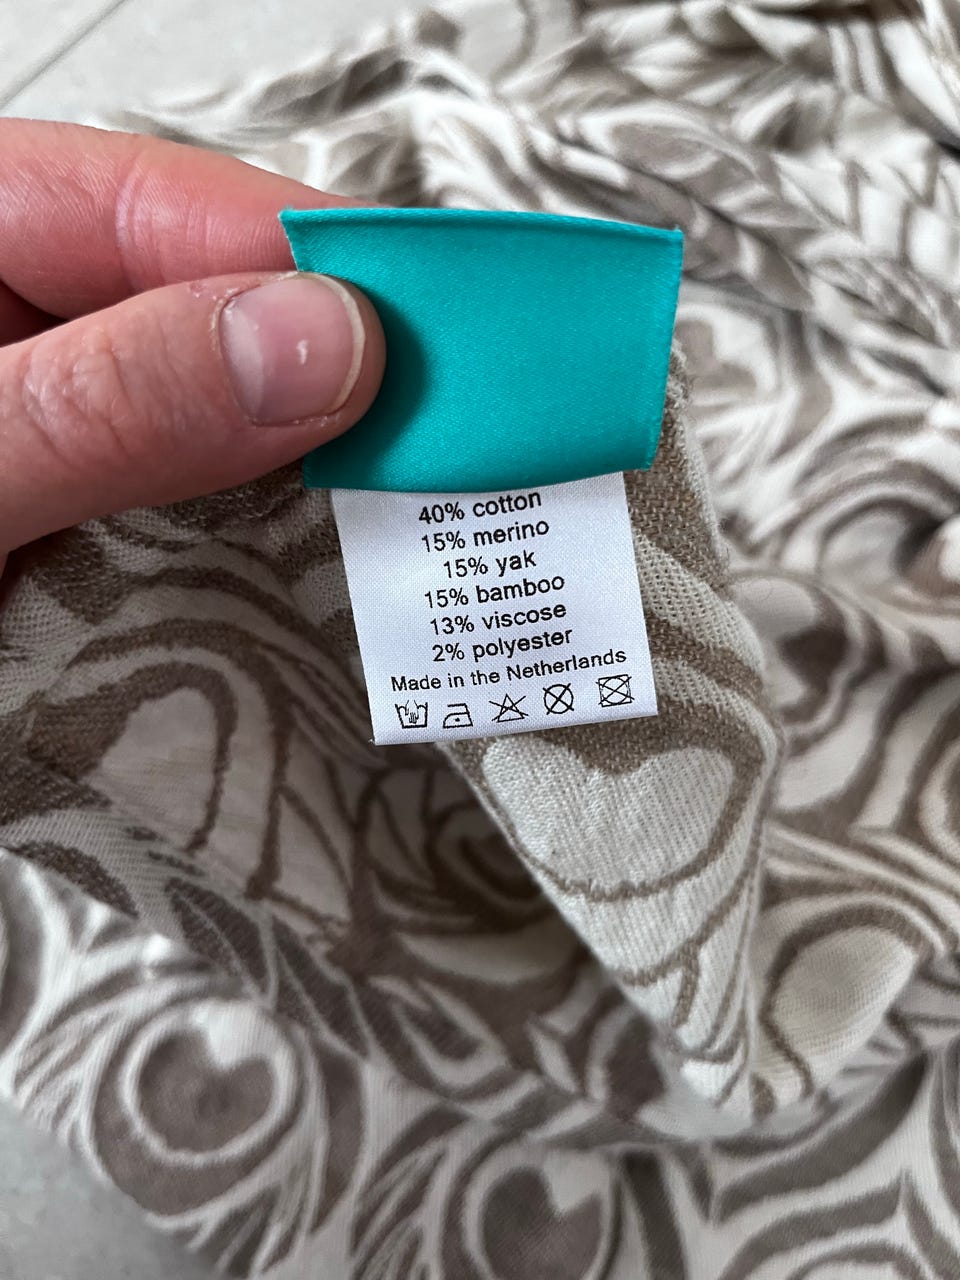 40% cotton
15% merino
15% yak
15% bamboo
13% viscose
2% polyester
Made in the Netherlands